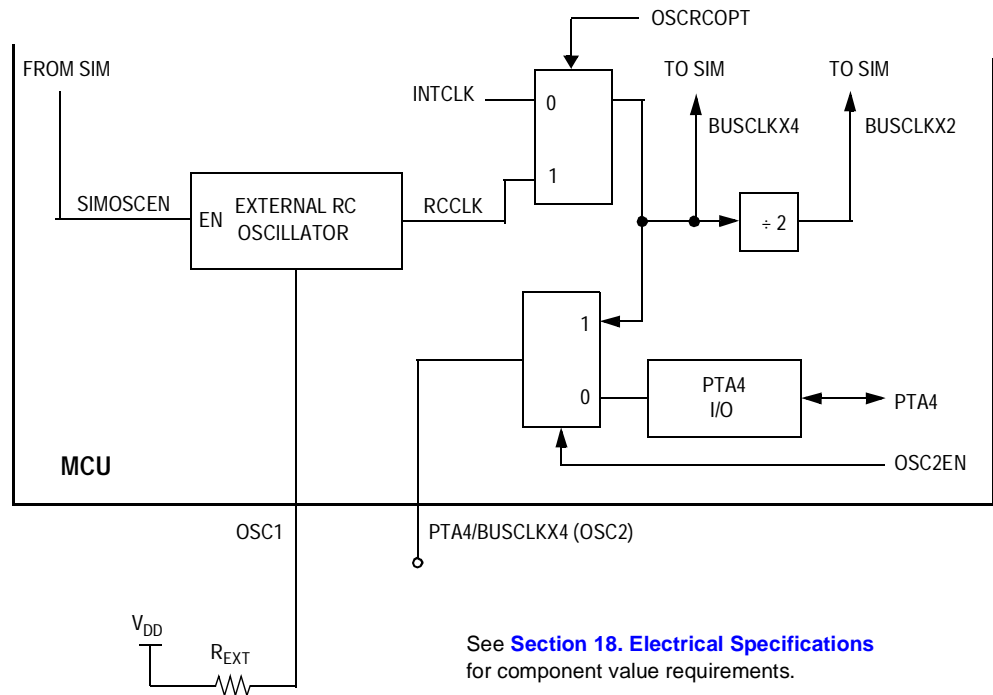 OSCRCOPT
FROM SIM
TO SIM
TO SIM
INTCLK
0
BUSCLKX4
BUSCLKX2
1
SIMOSCEN
EN
EXTERNAL RC
OSCILLATOR
RCCLK
÷ 2
1
0
PTA4
I/O
PTA4
MCU
OSC2EN
OSC1
PTA4/BUSCLKX4 (OSC2)
VDD
REXT
See Section 18. Electrical Specifications
for component value requirements.